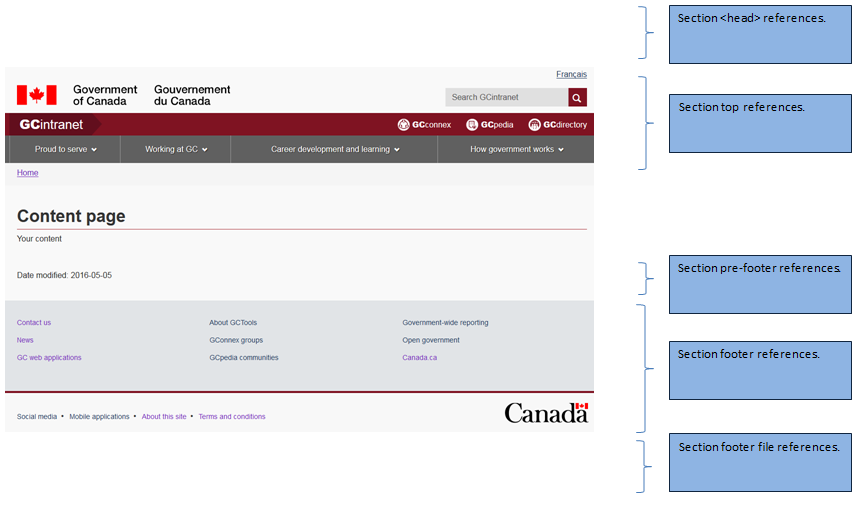 Section <head> references.
Français
Government of Canada
Gouvernement du Canada
Search GCintranet
Section top references.
GCintranet
GCconnex GCpedia GCdirectory
Proud to serve Working at GC Career development and learning How government works
Home
Content page
Your content
Date modified: 2016-05-05
Section pre-footer references.
Contact us About GCTools Government-wide reporting
News GConnex groups Open government
GC web applications GCpedia communities Canada.ca
Section footer references.
Social media • Mobile applications • About this site • Terms and conditions
Canada
Section footer file references.